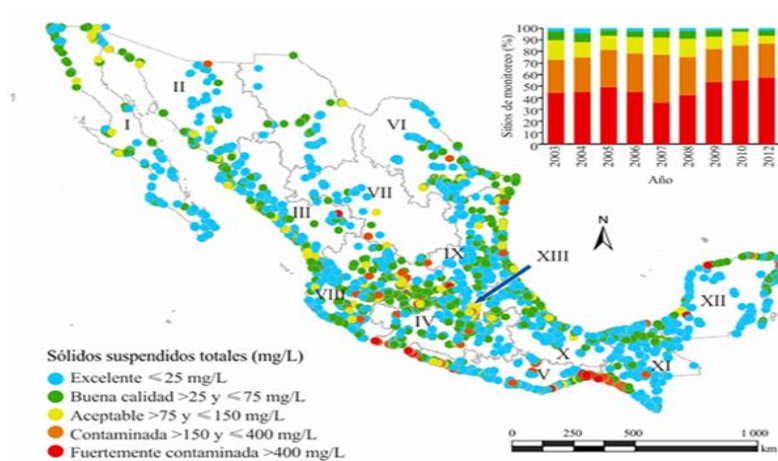 100
90
80
70
60
50
40
30
20
10
0
Sitios de monitoreo (%)
2003
2004
2005
2006
2007
2008
2009
2010
2012
Año
I
II
III
IV
V
VI
VII
VIII
IX
X
XI
XII
XIII
N
Sólidos suspendidos totales (mg/L)
Excelente ≤25 mg/L
Buena calidad >25 y ≤75 mg/L
Aceptable >75 y ≤150 mg/L
Contaminada >150 y ≤400 mg/L
Fuertemente contaminada >400 mg/L
0 250 500 1 000
km